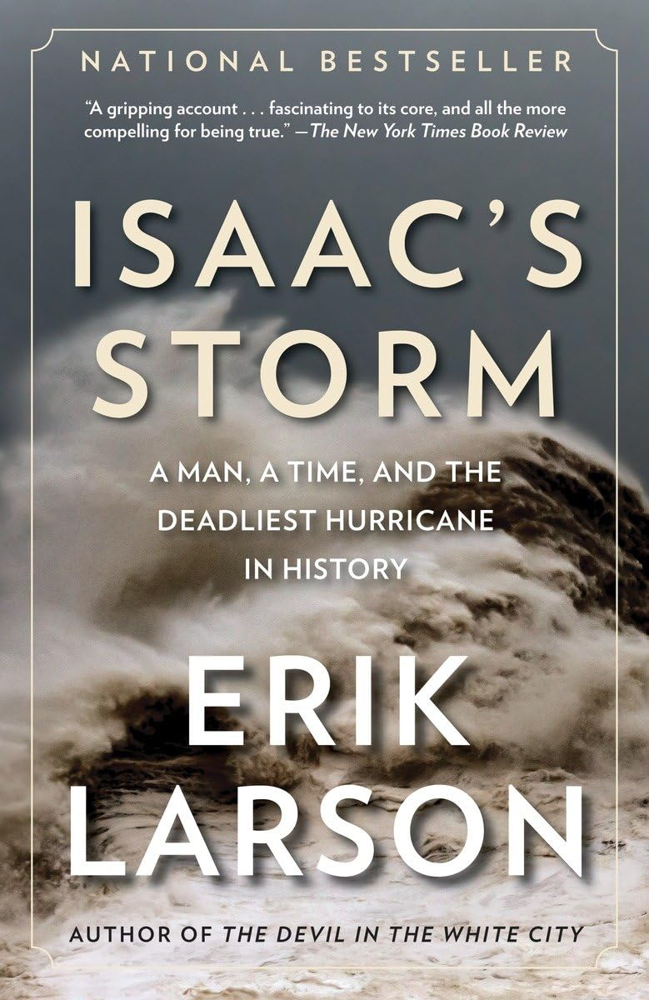 NATIONAL BESTSELLER
“A gripping account . . . fascinating to its core, and all the more
compelling for being true.” —The New York Times Book Review
ISAAC’S
STORM
A MAN, A TIME, AND THE
DEADLIEST HURRICANE
IN HISTORY
ERIK
LARSON
AUTHOR OF THE DEVIL IN THE WHITE CITY